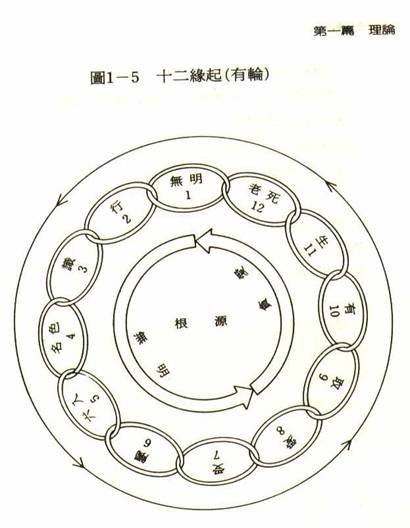 第一篇 理論
圖1-5 十二緣起(有輪)
無明
1
行
2
識
3
名色
4
六入
5
觸
6
受
7
愛
8
取
9
有
10
生
11
老死
12
根源
無明
貪愛